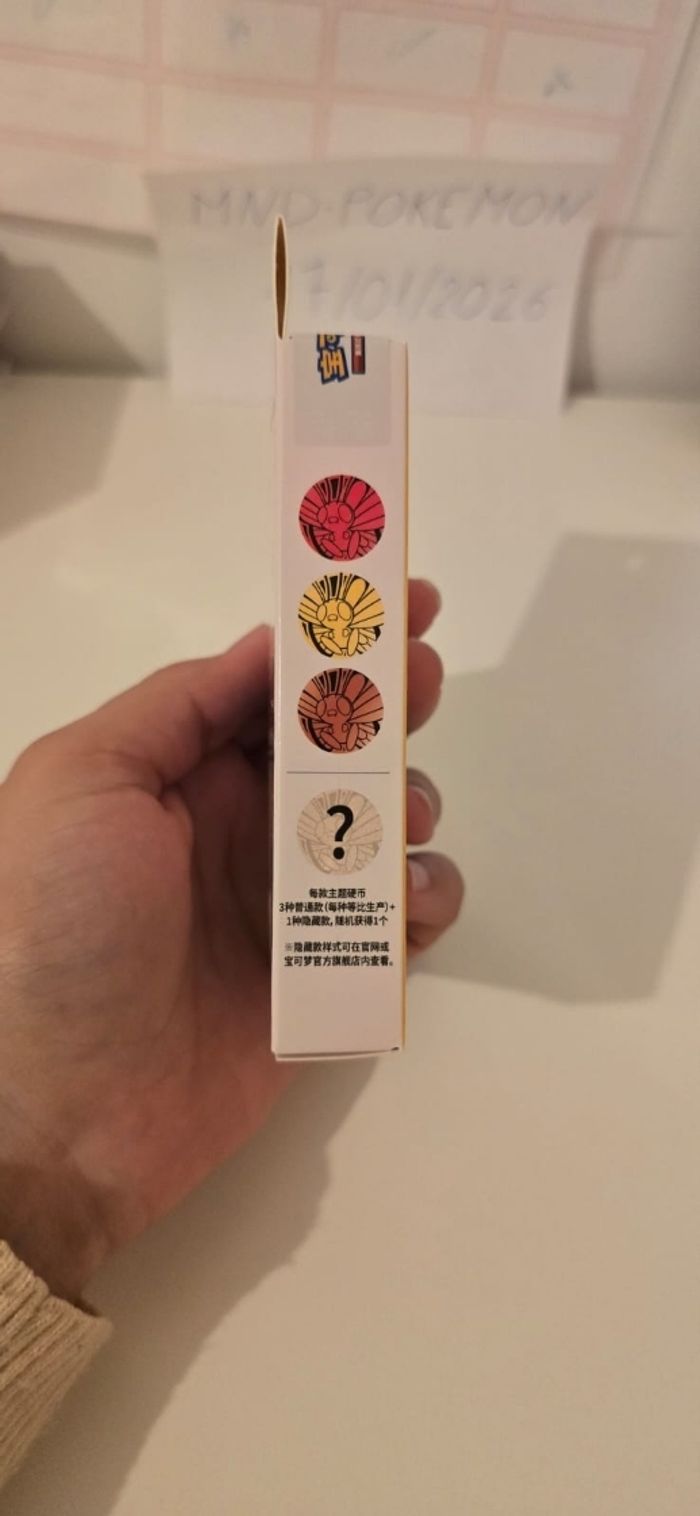 MND-POKEMON
7/01/2026
?
每款主题硬币
3种普通款(每种等比生产)+
1种隐藏款,随机获得1个
※隐藏款样式可在官网或
宝可梦官方旗舰店内查看。